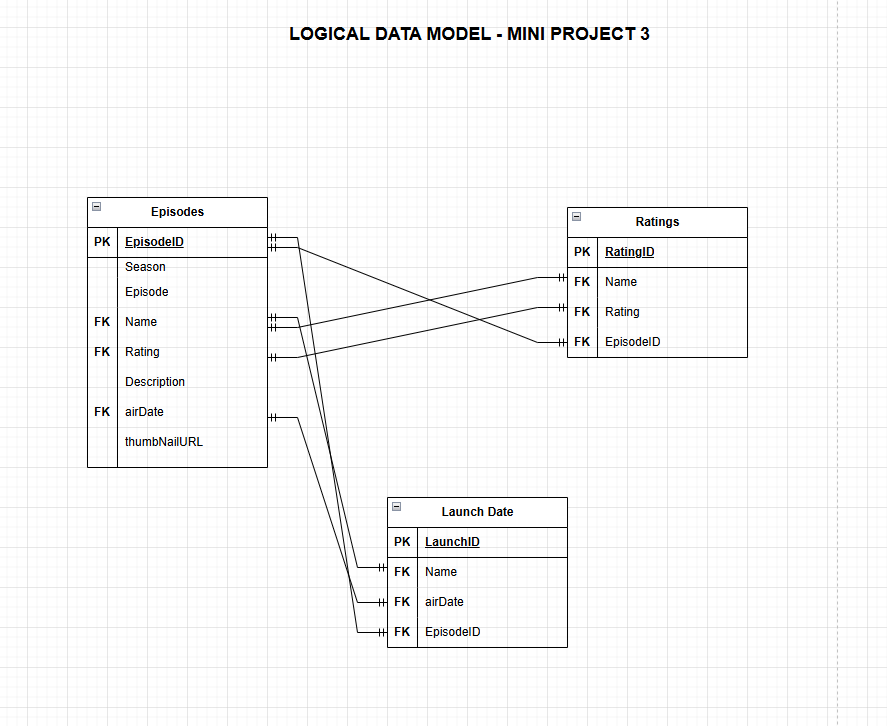 LOGICAL DATA MODEL - MINI PROJECT 3
Episodes
PK EpisodeID
Season
Episode
FK Name
FK Rating
Description
FK airDate
thumbNailURL
Ratings
PK RatingID
FK Name
FK Rating
FK EpisodeID
Launch Date
PK LaunchID
FK Name
FK airDate
FK EpisodeID